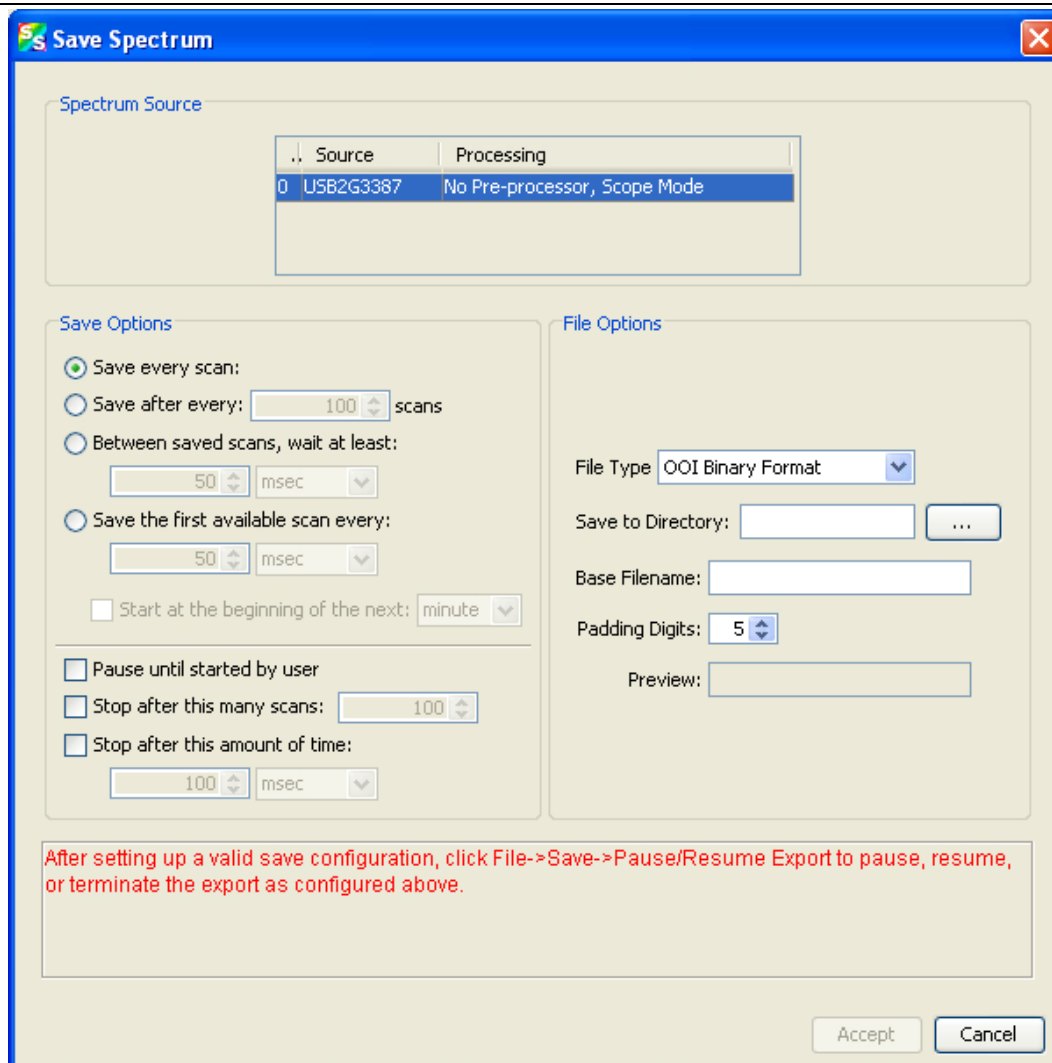 SS Save Spectrum
Spectrum Source
.. Source Processing
0 USB2G3387 No Pre-processor, Scope Mode
Save Options
Save every scan:
Save after every: 100 scans
Between saved scans, wait at least:
50 msec
Save the first available scan every:
50 msec
Start at the beginning of the next: minute
Pause until started by user
Stop after this many scans: 100
Stop after this amount of time:
100 msec
File Options
File Type OOI Binary Format
Save to Directory: ...
Base Filename:
Padding Digits: 5
Preview:
After setting up a valid save configuration, click File->Save->Pause/Resume Export to pause, resume,
or terminate the export as configured above.
Accept Cancel